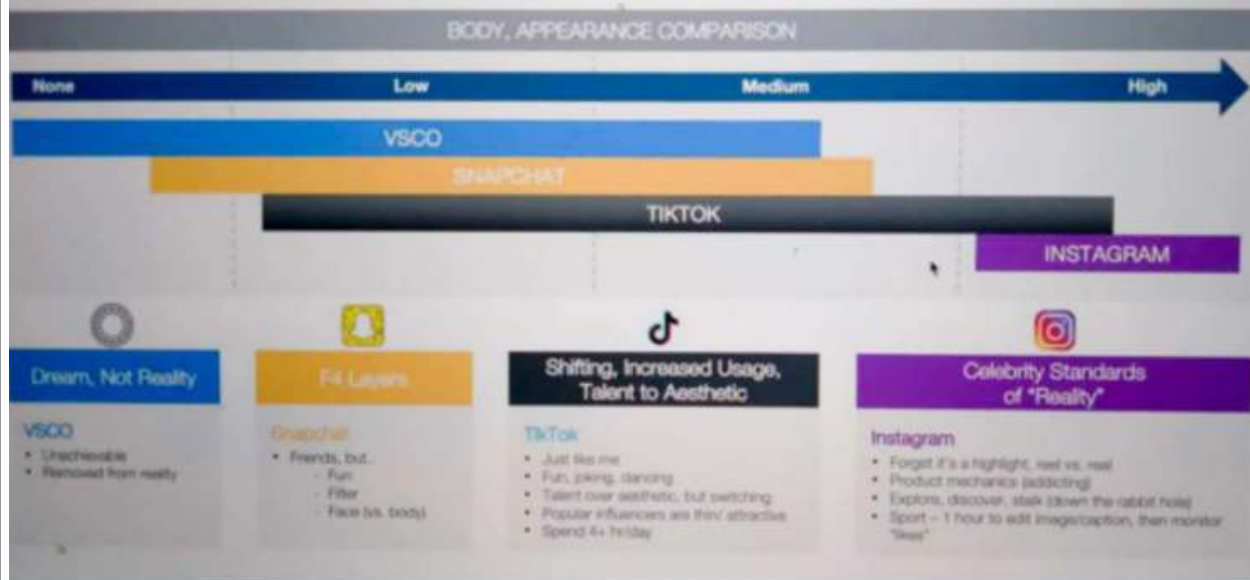 BODY, APPEARANCE COMPARISON
None Low Medium High
VSCO
SNAPCHAT
TIKTOK
INSTAGRAM
Dream, Not Reality
F4 Layers
Shifting, Increased Usage,
Talent to Aesthetic
Celebrity Standards
of "Reality"
VSCO
• Unachievable
• Removed from reality
Snapchat
• Friends, but..
- Fun
- Filter
- Face (vs. body)
TikTok
• Just like me
• Fun, joking, dancing
• Talent over aesthetic, but switching
• Popular influencers are thin/ attractive
• Spend 4+ hr/day
Instagram
• Forget it's a highlight, reel vs. real
• Product mechanics (addicting)
• Explore, discover, stalk (down the rabbit hole)
• Sport – 1 hour to edit image/caption, then monitor
"likes"